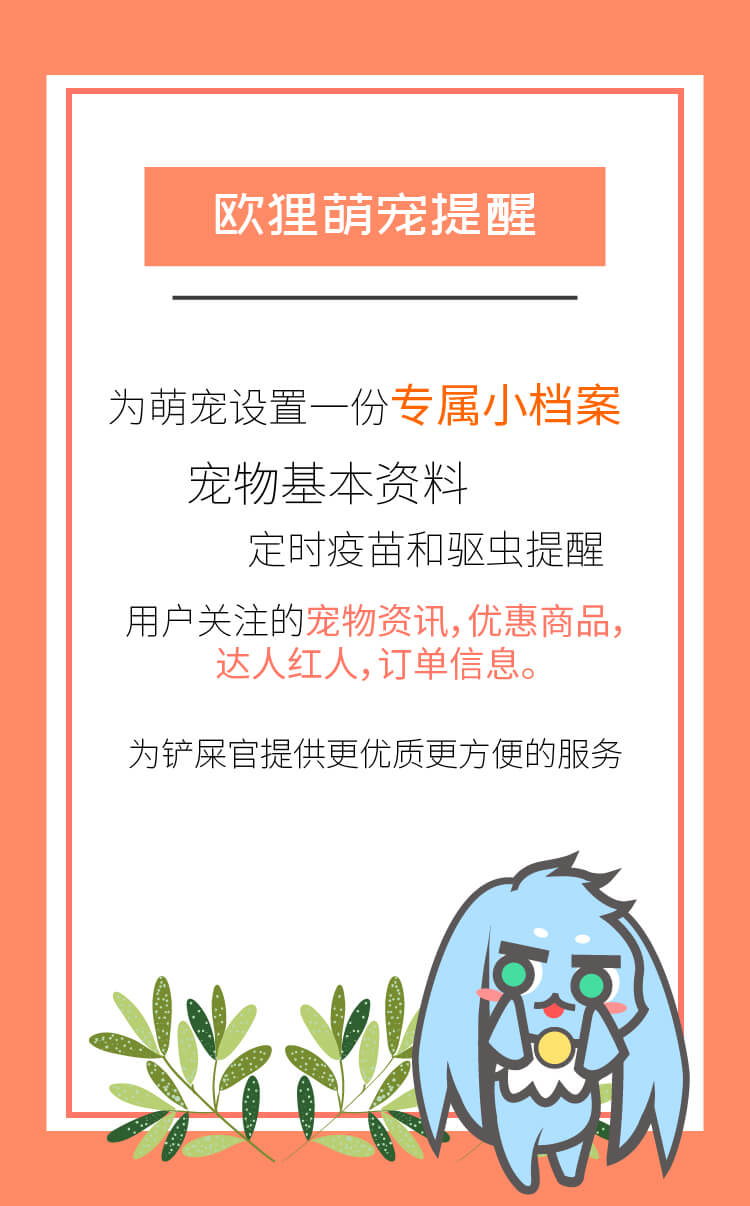 欧狸萌宠提醒
为萌宠设置一份专属小档案
宠物基本资料
定时疫苗和驱虫提醒
用户关注的宠物资讯，优惠商品，
达人红人，订单信息。
为铲屎官提供更优质更方便的服务